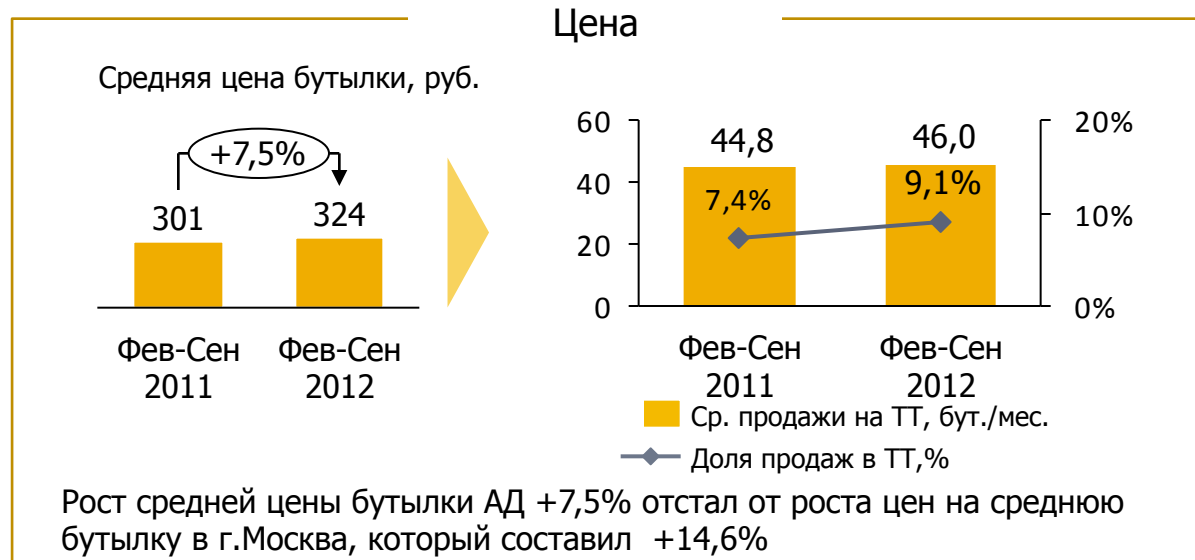 Цена
Средняя цена бутылки, руб.
+7,5%
301
324
Фев-Сен
2011
Фев-Сен
2012
60
40
20
0
44,8
46,0
7,4%
9,1%
20%
10%
0%
Фев-Сен
2011
Фев-Сен
2012
Ср. продажи на ТТ, бут./мес.
Доля продаж в ТТ,%
Рост средней цены бутылки АД +7,5% отстал от роста цен на среднюю
бутылку в г.Москва, который составил +14,6%